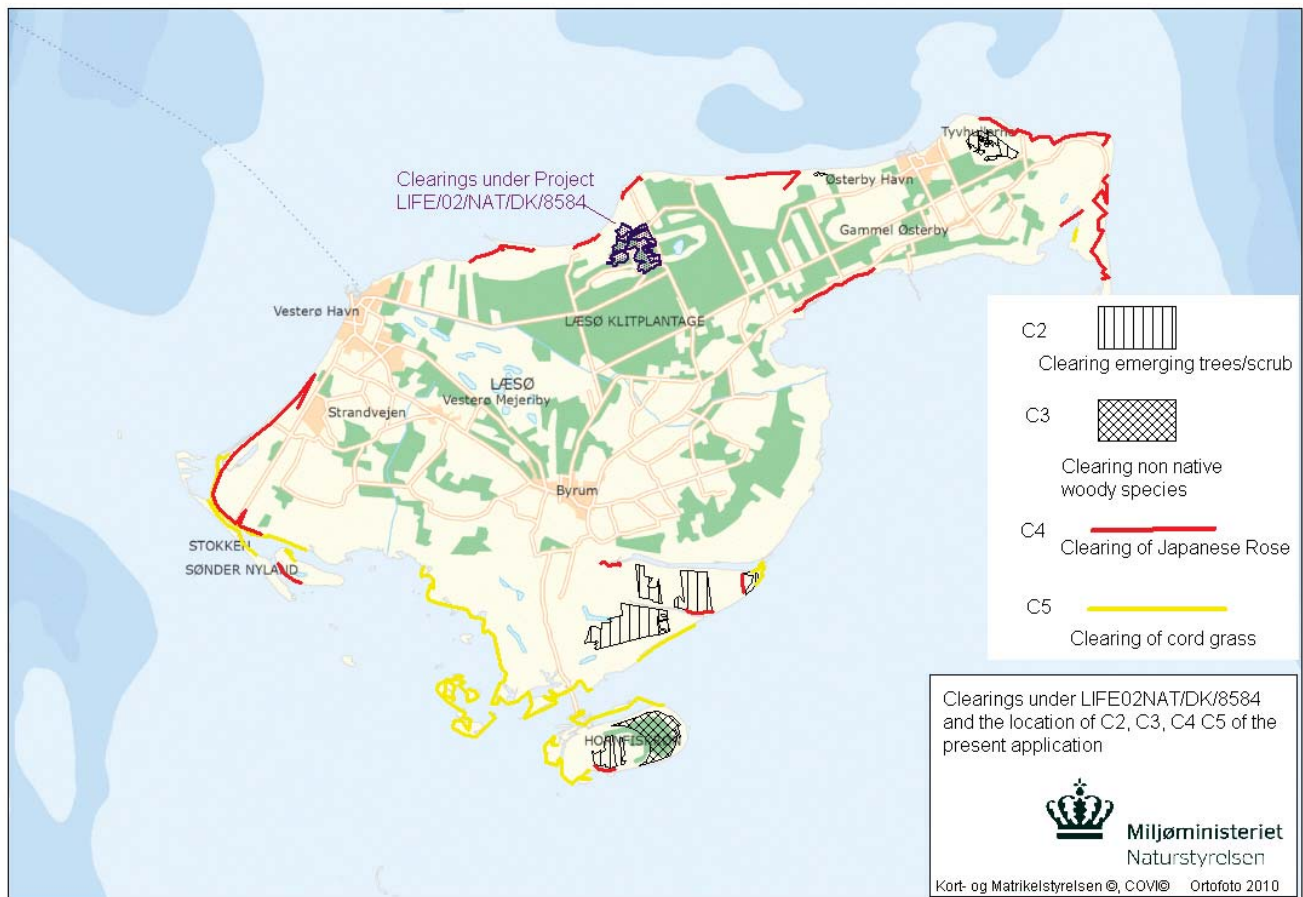 Tyvhullerne
Clearings under Project
LIFE/02/NAT/DK/8584
Østerby Havn
Gammel Østerby
Vesterø Havn
LÆSØ KLITPLANTAGE
LÆSØ
Vesterø Mejeriby
Strandvejen
Byrum
STOKKEN
SØNDER NYLAND
C2
Clearing emerging trees/scrub
C3
Clearing non native
woody species
C4
Clearing of Japanese Rose
C5
Clearing of cord grass
Clearings under LIFE02NAT/DK/8584
and the location of C2, C3, C4 C5 of the
present application
Miljøministeriet
Naturstyrelsen
Kort- og Matrikelstyrelsen ©, COVI© Ortofoto 2010